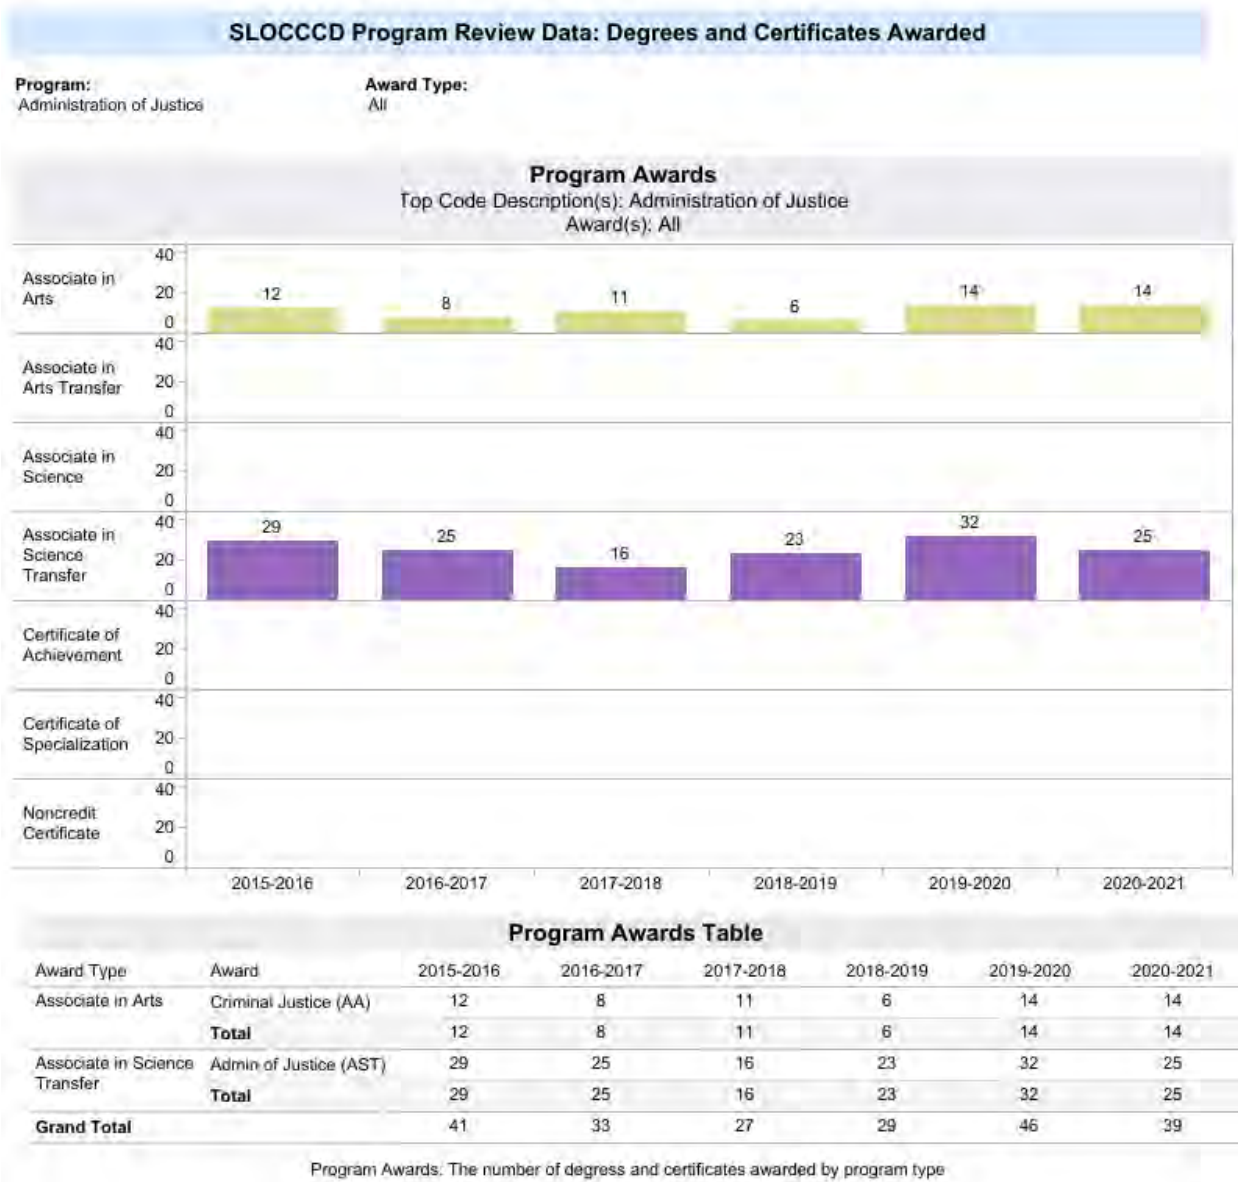 SLOCCCD Program Review Data: Degrees and Certificates Awarded
Program: Award Type:
Administration of Justice All
Program Awards
Top Code Description(s): Administration of Justice
Award(s): All
Associate in Arts 40 20 0 12 8 11 6 14 14
Associate in Arts Transfer 40 20 0
Associate in Science 40 20 0
Associate in Science Transfer 40 20 0 29 25 16 23 32 25
Certificate of Achievement 40 20 0
Certificate of Specialization 40 20 0
Noncredit Certificate 40 20 0
2015-2016 2016-2017 2017-2018 2018-2019 2019-2020 2020-2021
Program Awards Table
Award Type Award 2015-2016 2016-2017 2017-2018 2018-2019 2019-2020 2020-2021
Associate in Arts Criminal Justice (AA) 12 8 11 6 14 14
Total 12 8 11 6 14 14
Associate in Science Transfer Admin of Justice (AST) 29 25 16 23 32 25
Total 29 25 16 23 32 25
Grand Total 41 33 27 29 46 39
Program Awards: The number of degress and certificates awarded by program type